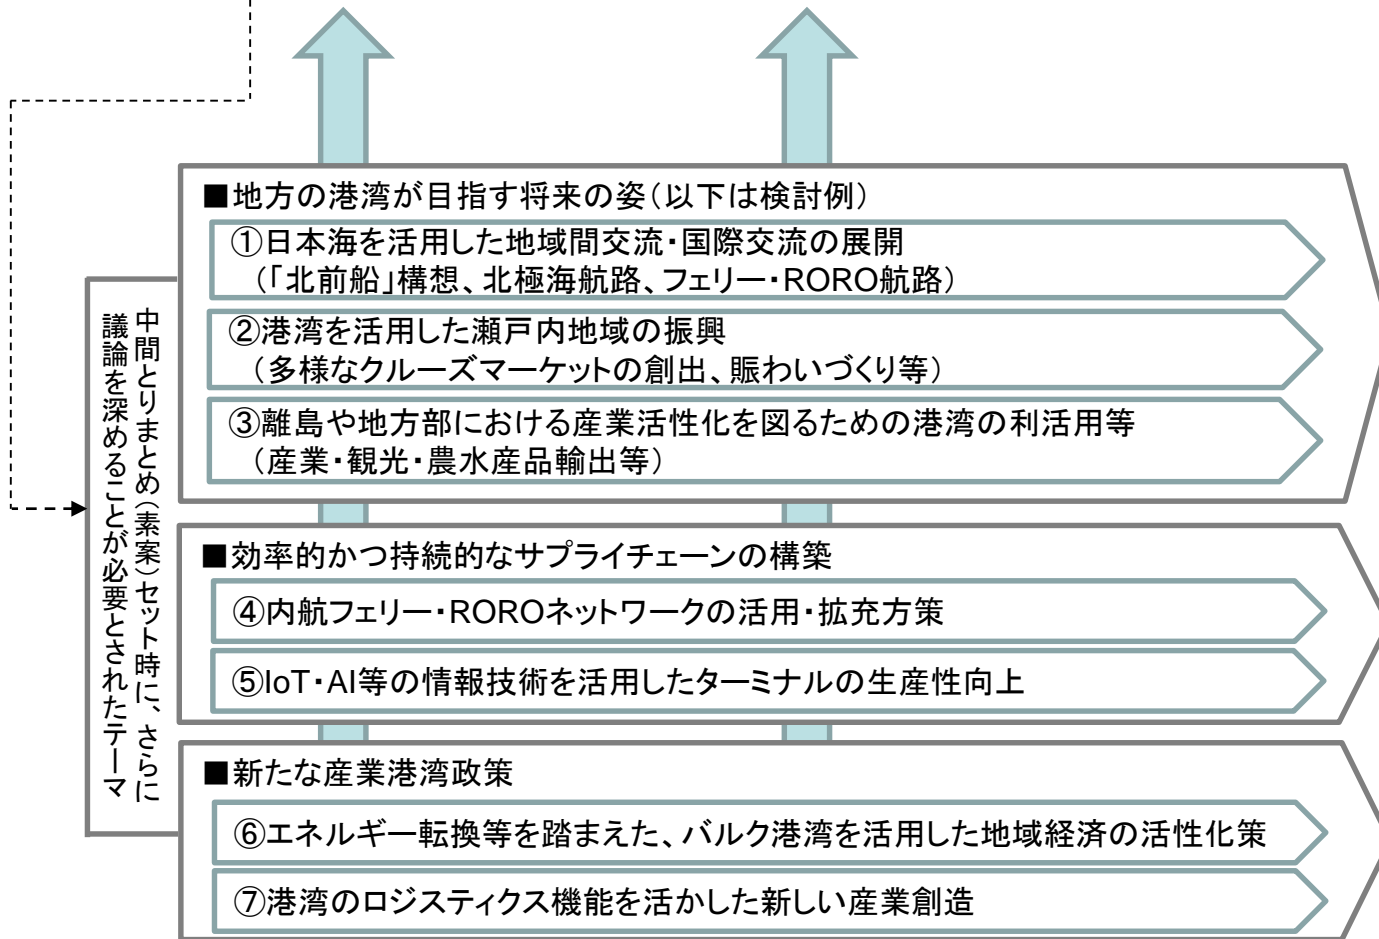 ■地方の港湾が目指す将来の姿（以下は検討例）
①日本海を活用した地域間交流・国際交流の展開
（「北前船」構想、北極海航路、フェリー・RORO航路）
②港湾を活用した瀬戸内地域の振興
（多様なクルーズマーケットの創出、賑わいづくり等）
③離島や地方部における産業活性化を図るための港湾の利活用等
（産業・観光・農水産品輸出等）
中間とりまとめ（素案）セット時に、さらに
議論を深めることが必要とされたテーマ
■効率的かつ持続的なサプライチェーンの構築
④内航フェリー・ROROネットワークの活用・拡充方策
⑤IoT・AI等の情報技術を活用したターミナルの生産性向上
■新たな産業港湾政策
⑥エネルギー転換等を踏まえた、バルク港湾を活用した地域経済の活性化策
⑦港湾のロジスティクス機能を活かした新しい産業創造